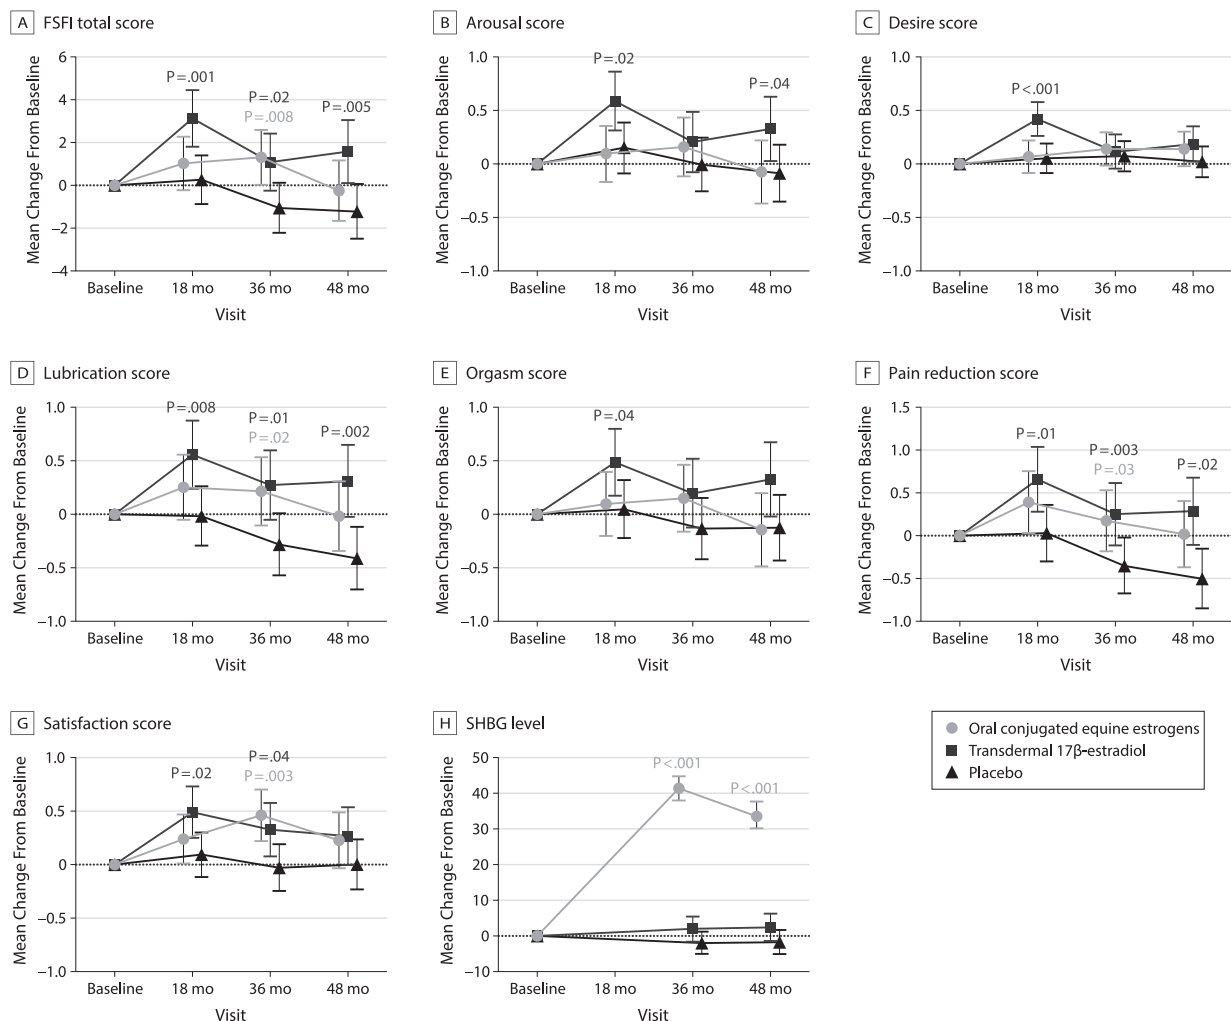 A FSFI total score
Mean Change From Baseline
6
4
2
0
−2
−4
P=.001
P=.02
P=.008
P=.005
Baseline 18 mo 36 mo 48 mo
Visit
B Arousal score
Mean Change From Baseline
1.0
0.5
0
−0.5
−1.0
P=.02
P=.04
Baseline 18 mo 36 mo 48 mo
Visit
C Desire score
Mean Change From Baseline
1.0
0.5
0
−0.5
−1.0
P<.001
Baseline 18 mo 36 mo 48 mo
Visit
D Lubrication score
Mean Change From Baseline
1.0
0.5
0
−0.5
−1.0
P=.008
P=.01
P=.02
P=.002
Baseline 18 mo 36 mo 48 mo
Visit
E Orgasm score
Mean Change From Baseline
1.0
0.5
0
−0.5
−1.0
P=.04
Baseline 18 mo 36 mo 48 mo
Visit
F Pain reduction score
Mean Change From Baseline
1.5
1.0
0.5
0
−0.5
−1.0
P=.01
P=.003
P=.03
P=.02
Baseline 18 mo 36 mo 48 mo
Visit
G Satisfaction score
Mean Change From Baseline
1.0
0.5
0
−0.5
−1.0
P=.02
P=.04
P=.003
Baseline 18 mo 36 mo 48 mo
Visit
H SHBG level
Mean Change From Baseline
50
40
30
20
10
0
−10
P<.001
P<.001
Baseline 18 mo 36 mo 48 mo
Visit
Oral conjugated equine estrogens
Transdermal 17β-estradiol
Placebo